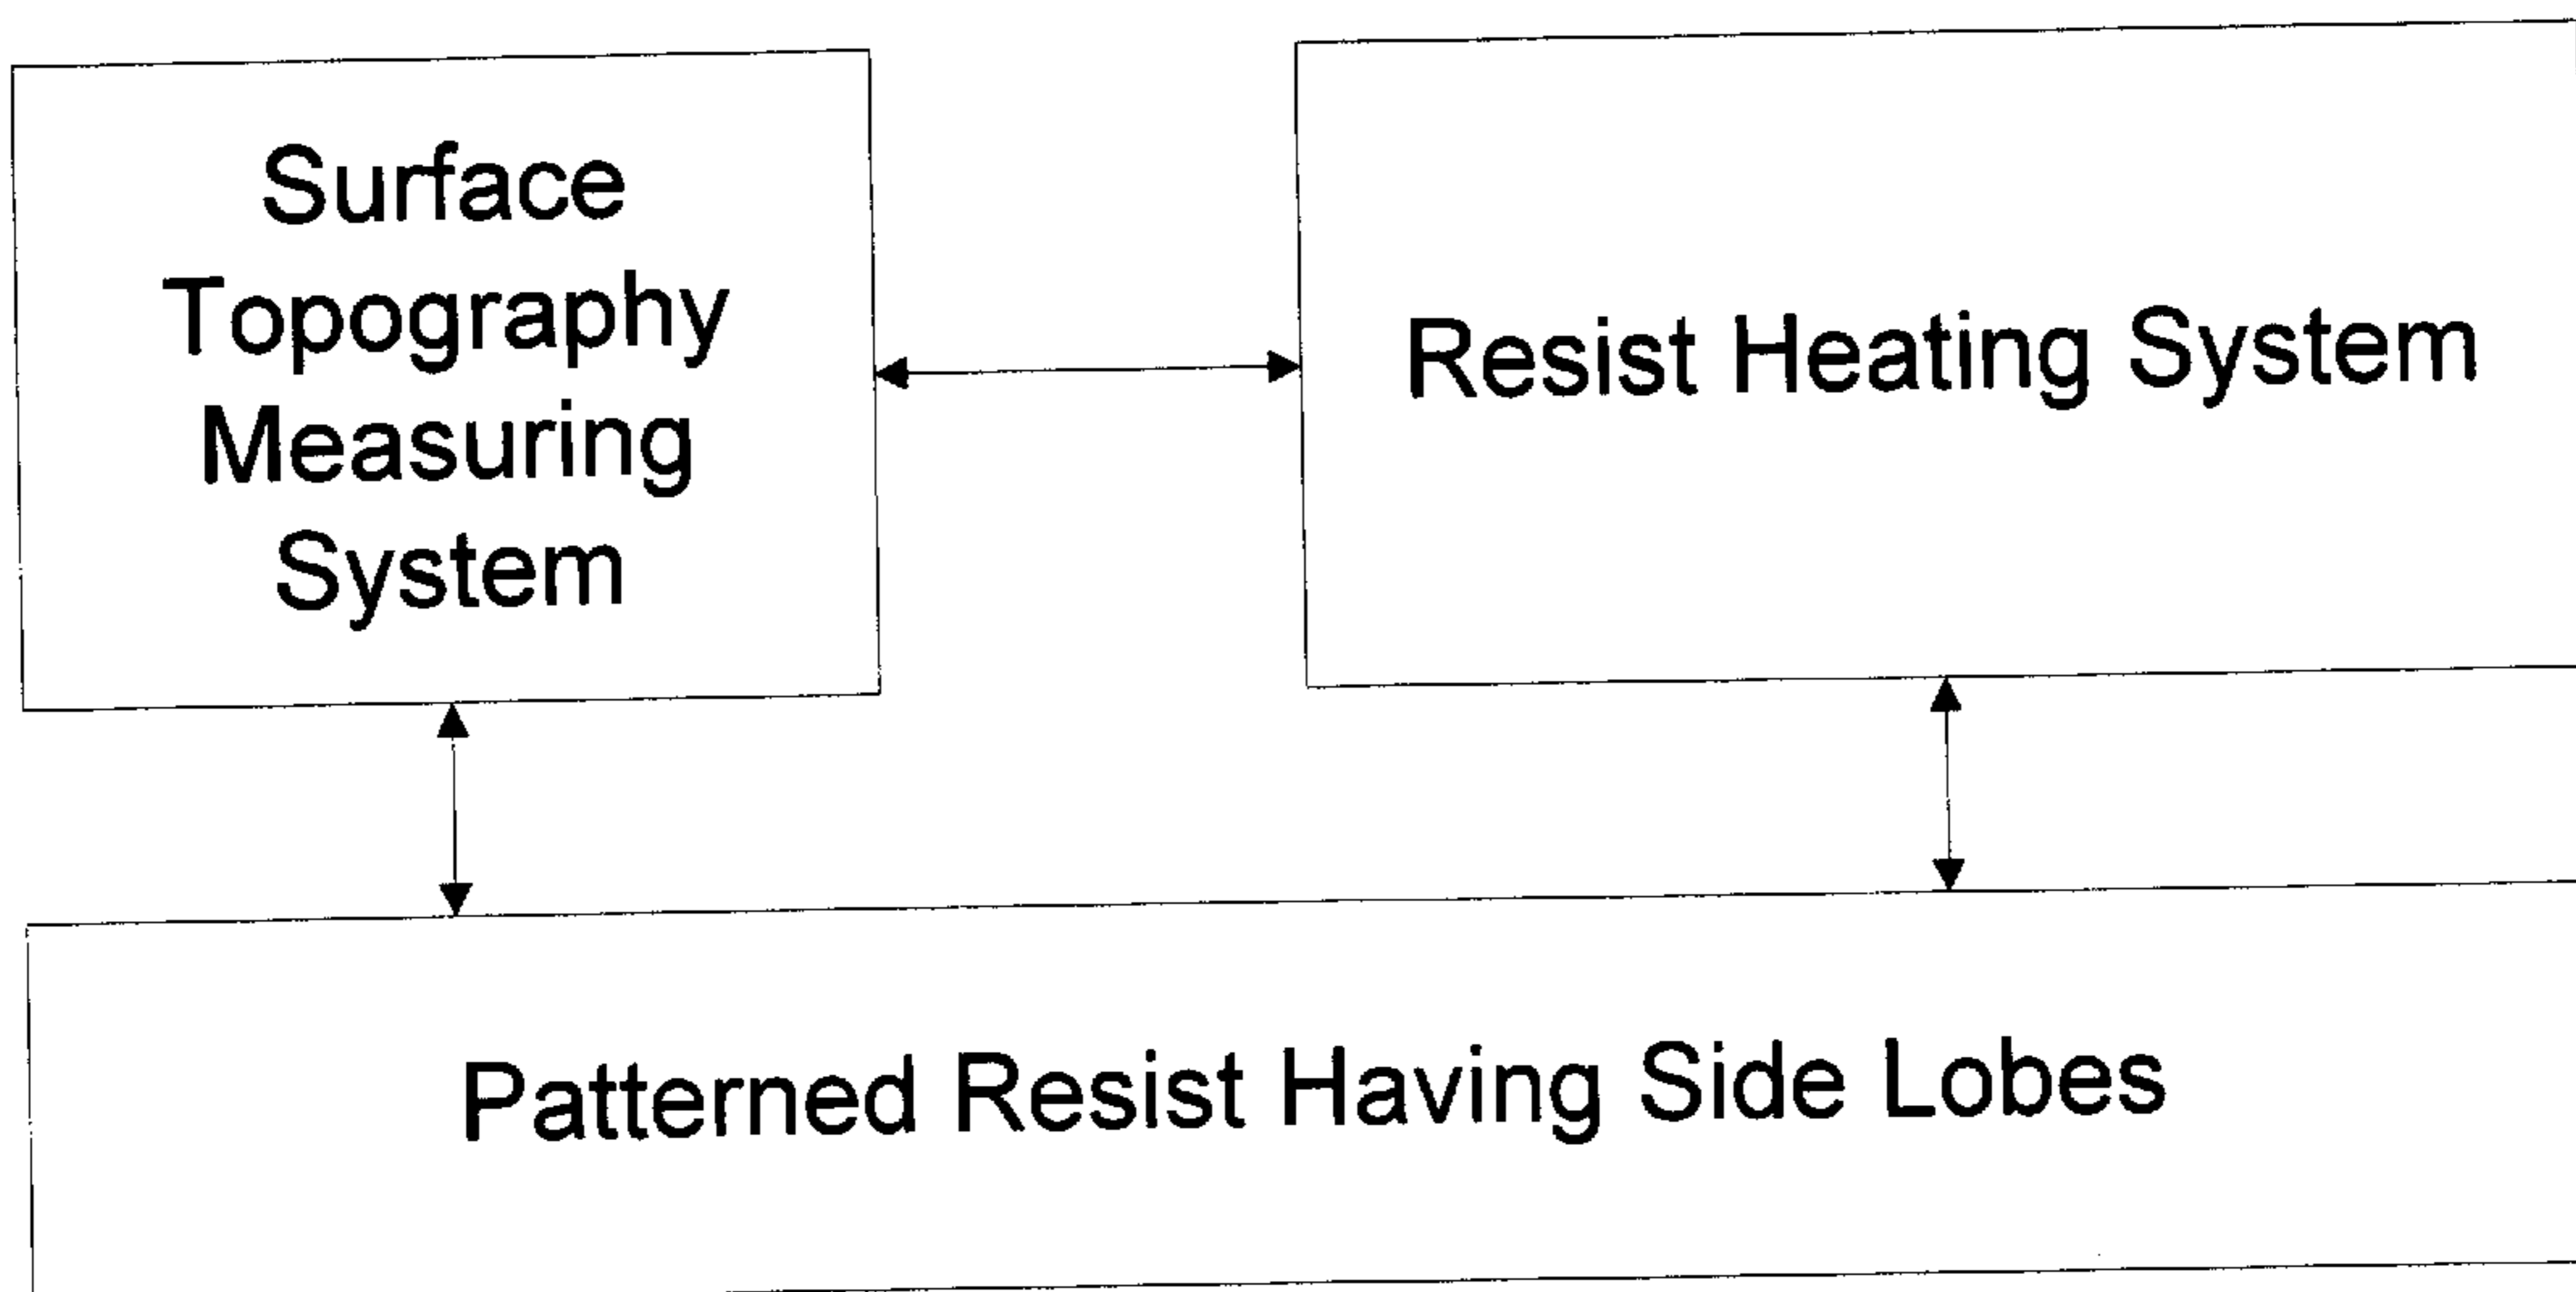 Surface
Topography
Measuring
System
Resist Heating System
Patterned Resist Having Side Lobes